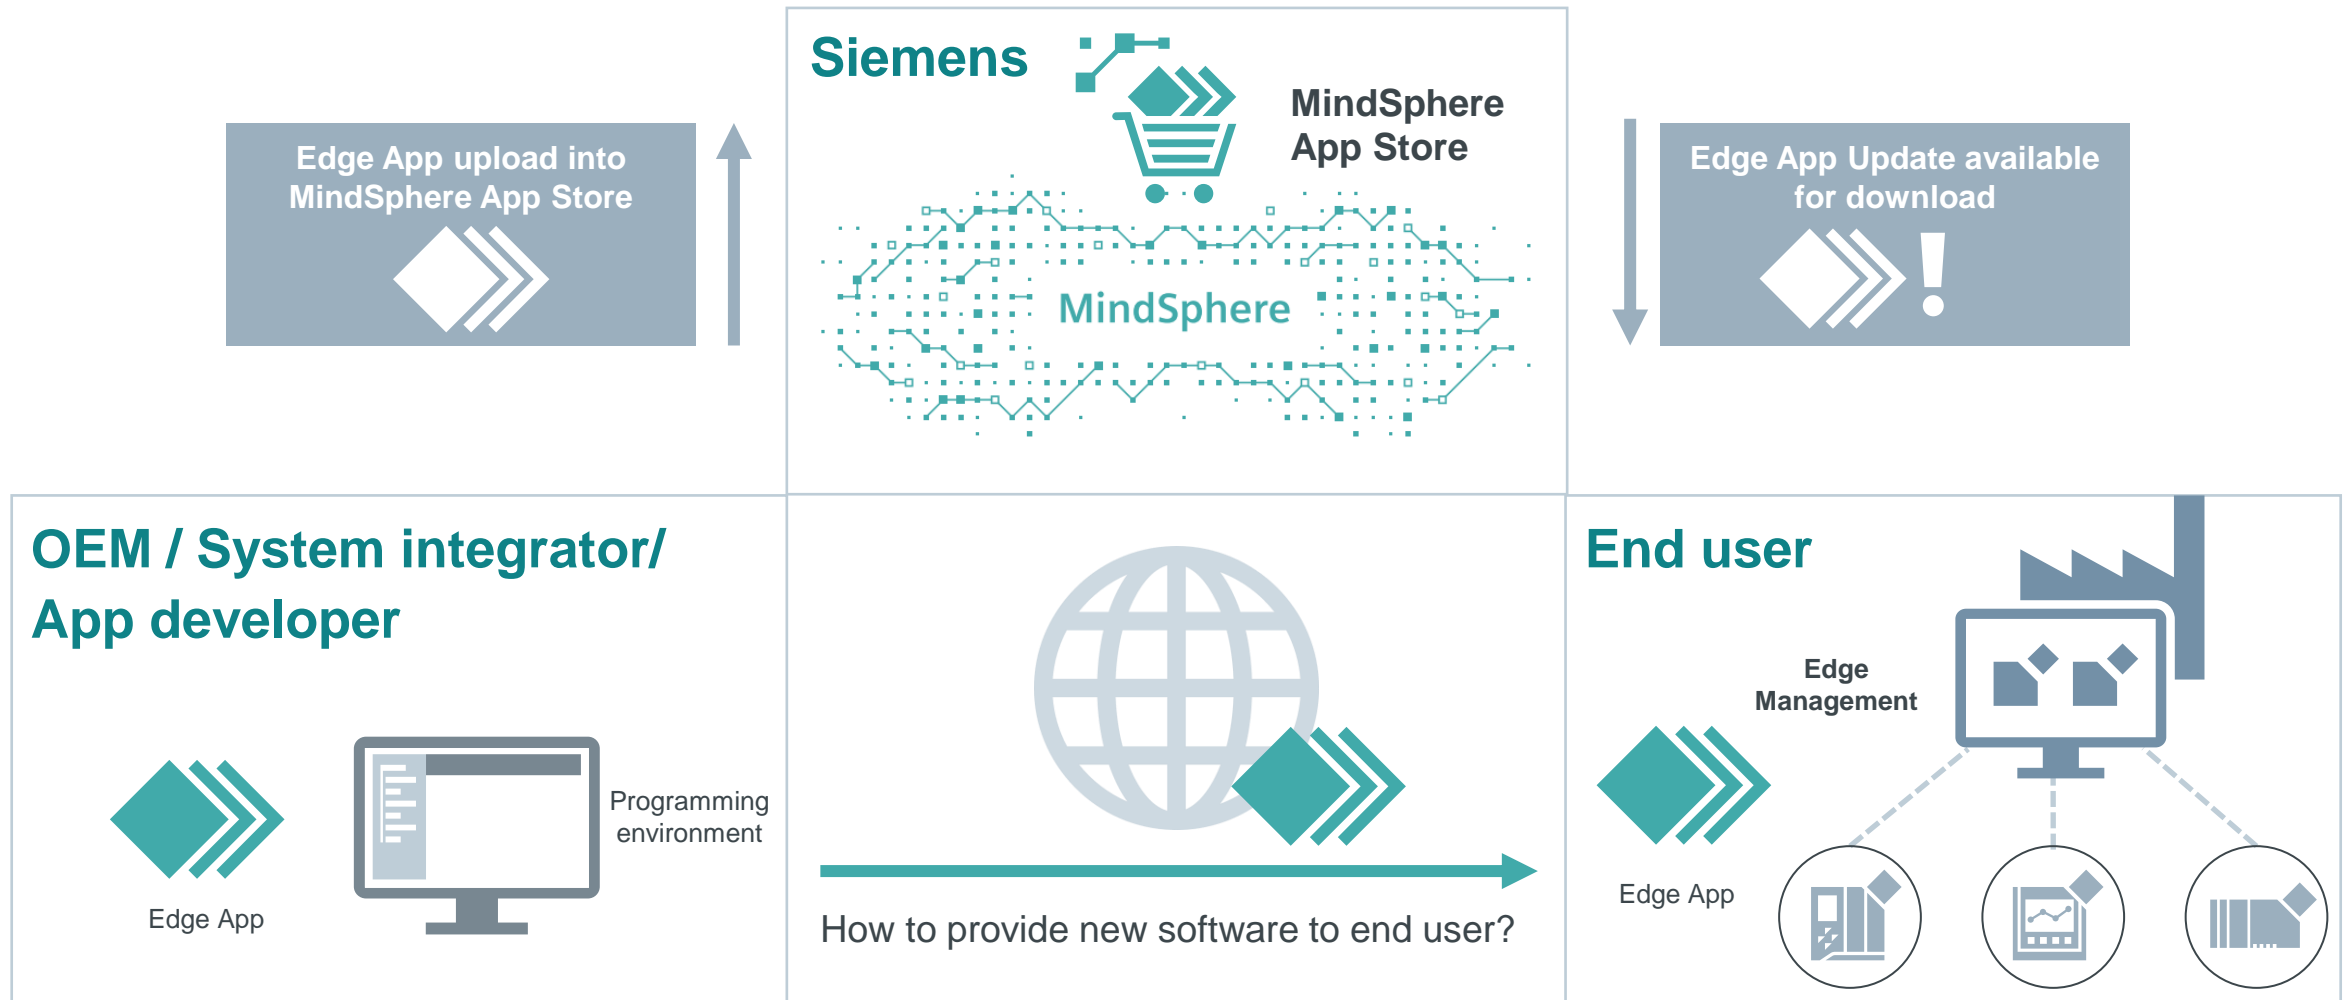 Siemens
MindSphere
App Store
Edge App upload into
MindSphere App Store
Edge App Update available
for download
!
MindSphere
OEM / System integrator/
App developer
Edge App
Programming
environment
How to provide new software to end user?
End user
Edge
Management
Edge App